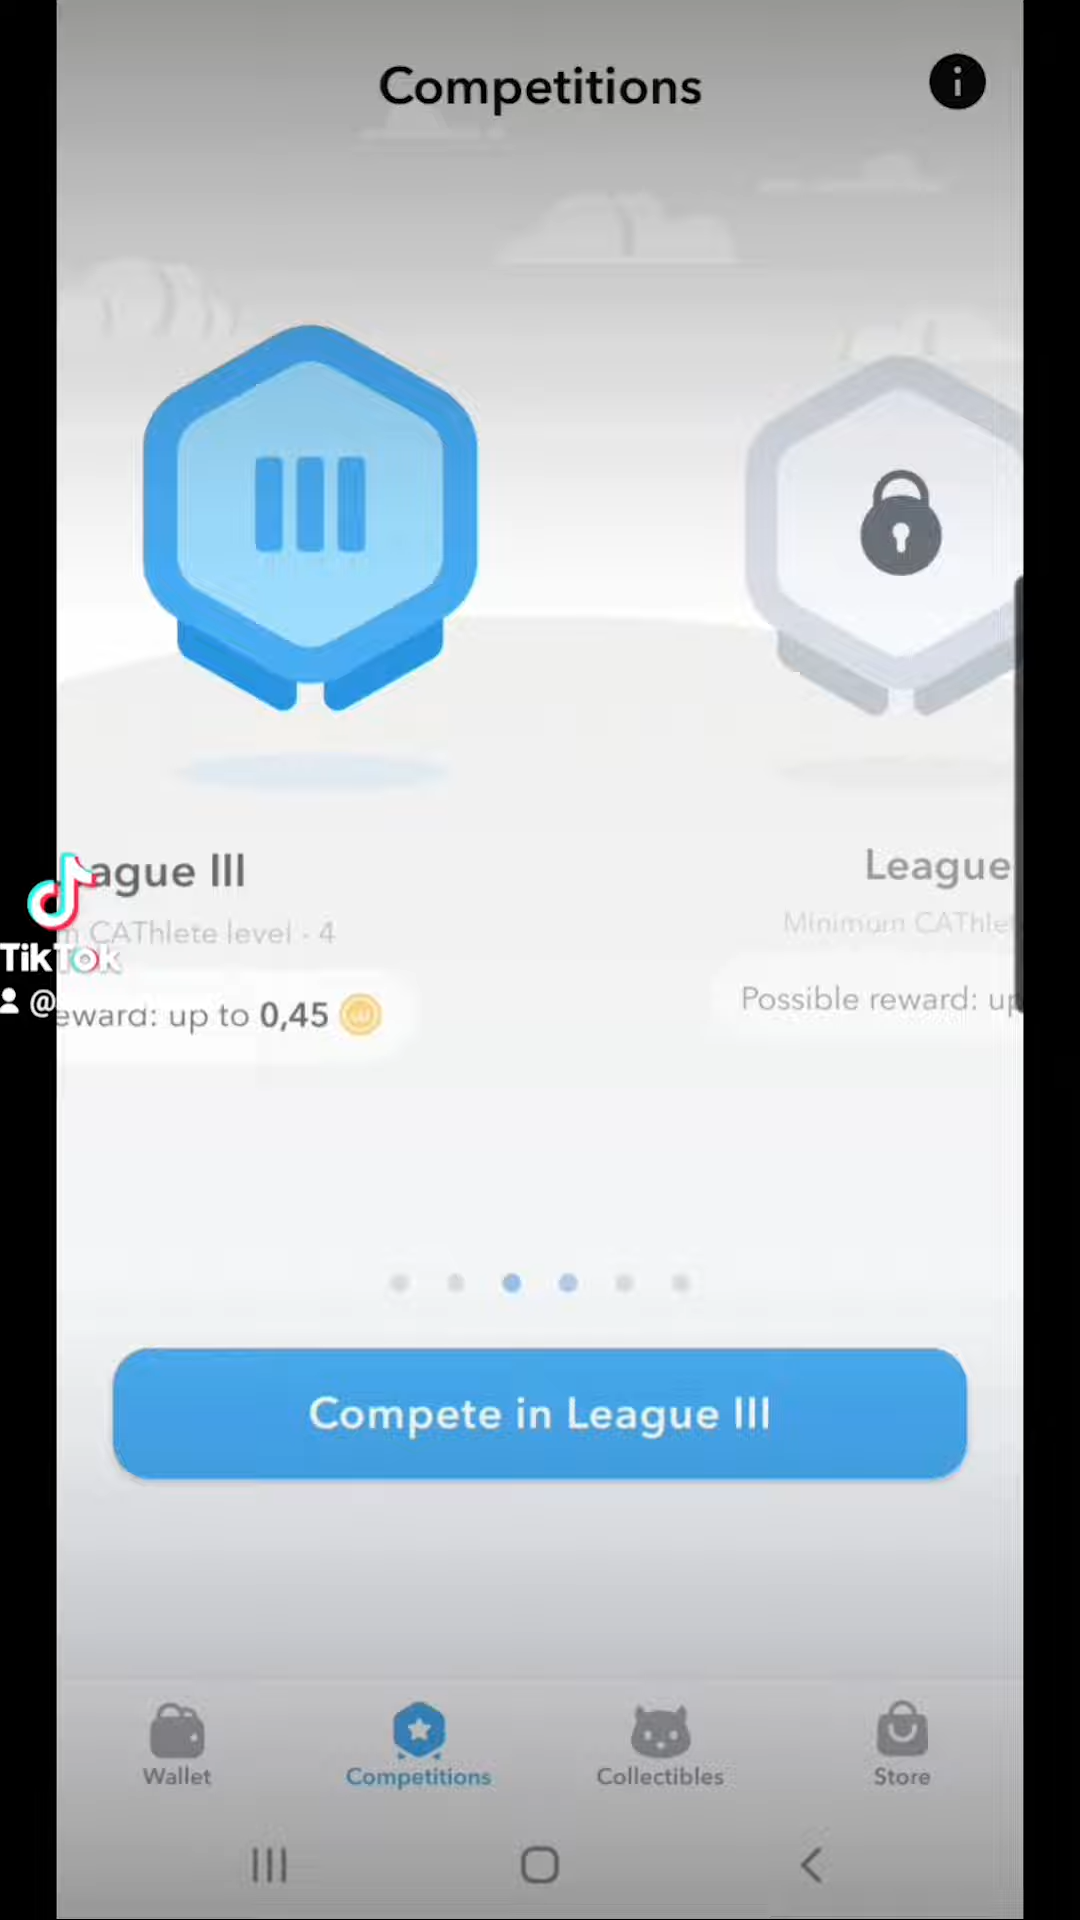 Competitions
i
III
ague III
League
m CAThlete level · 4
Minimum CAThlet
TikTok
@
eward: up to 0,45
Possible reward: up
Compete in League III
Wallet
Competitions
Collectibles
Store